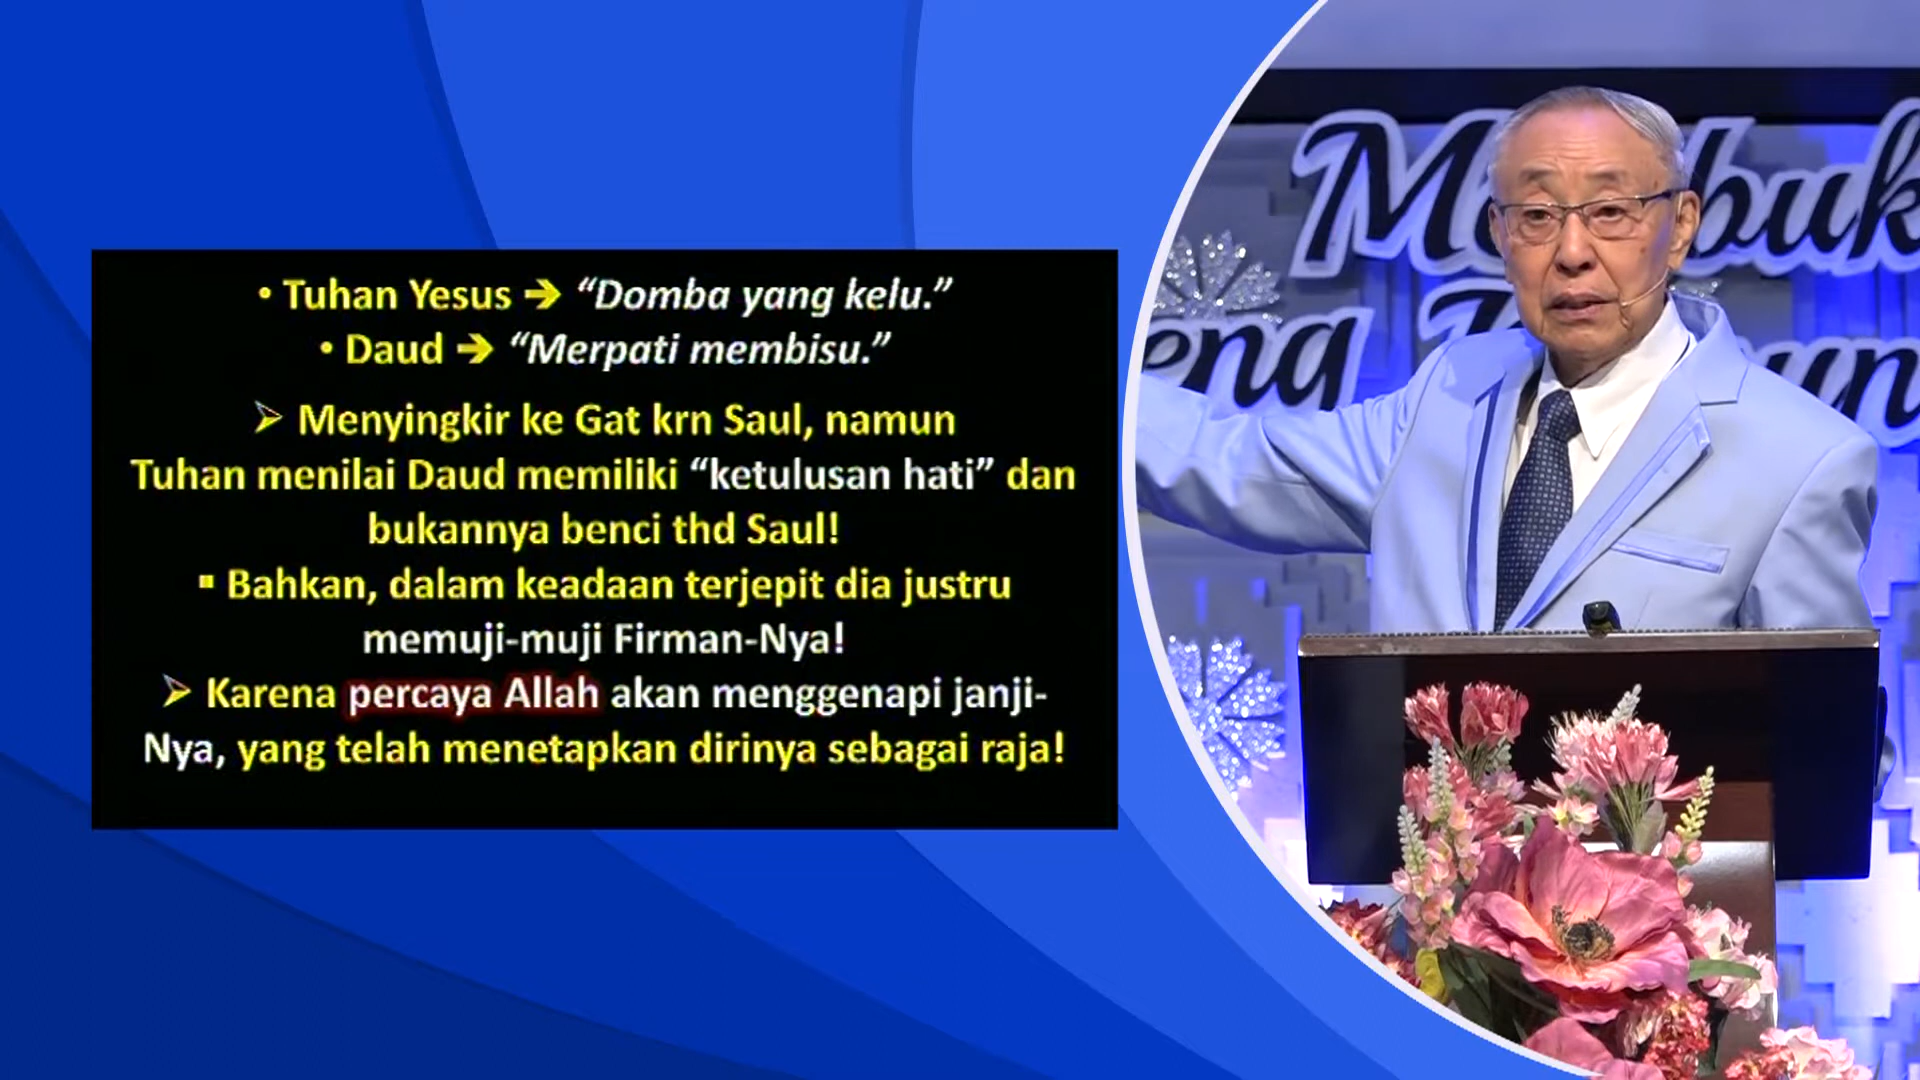 • Tuhan Yesus ➔ “Domba yang kelu.”
• Daud ➔ “Merpati membisu.”
➢ Menyingkir ke Gat krn Saul, namun
Tuhan menilai Daud memiliki “ketulusan hati” dan
bukannya benci thd Saul!
▪ Bahkan, dalam keadaan terjepit dia justru
memuji-muji Firman-Nya!
➢ Karena percaya Allah akan menggenapi janji-
Nya, yang telah menetapkan dirinya sebagai raja!